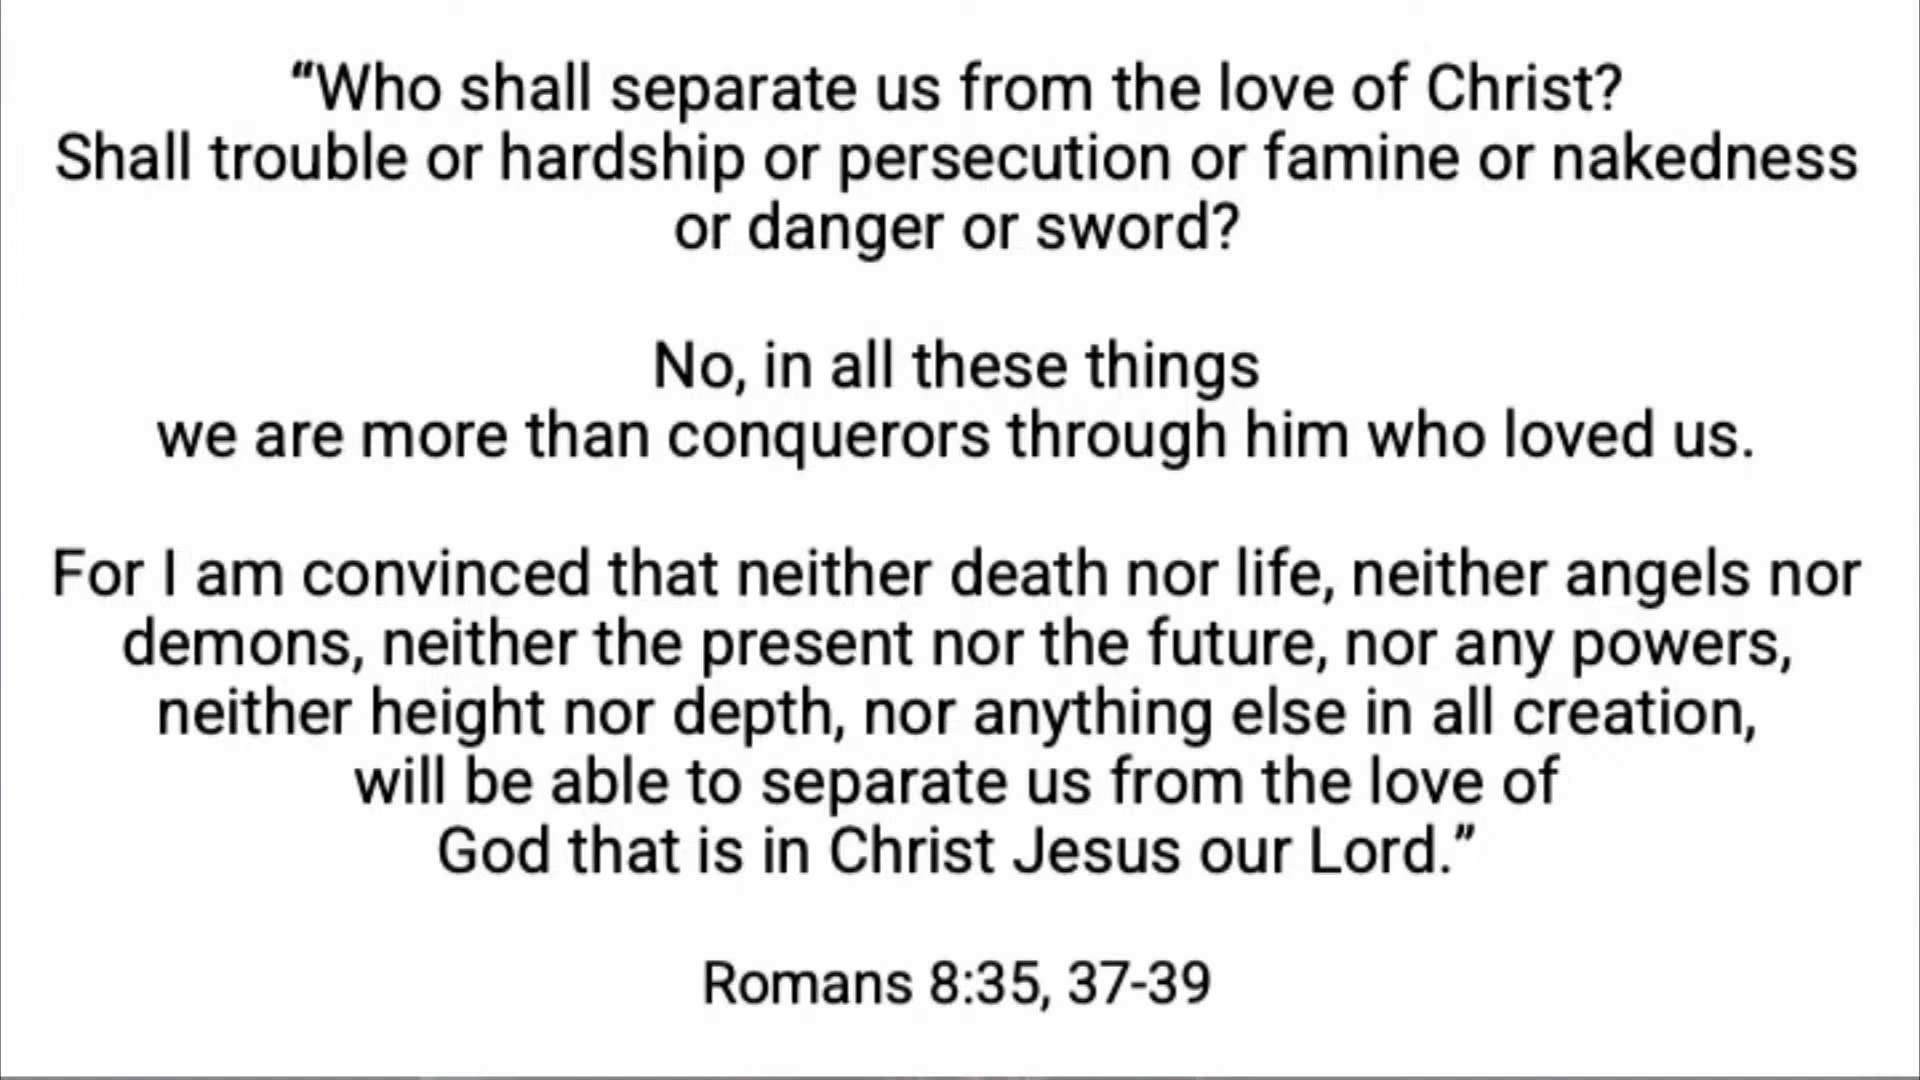 “Who shall separate us from the love of Christ?
Shall trouble or hardship or persecution or famine or nakedness
or danger or sword?
No, in all these things
we are more than conquerors through him who loved us.
For I am convinced that neither death nor life, neither angels nor
demons, neither the present nor the future, nor any powers,
neither height nor depth, nor anything else in all creation,
will be able to separate us from the love of
God that is in Christ Jesus our Lord.”
Romans 8:35, 37-39